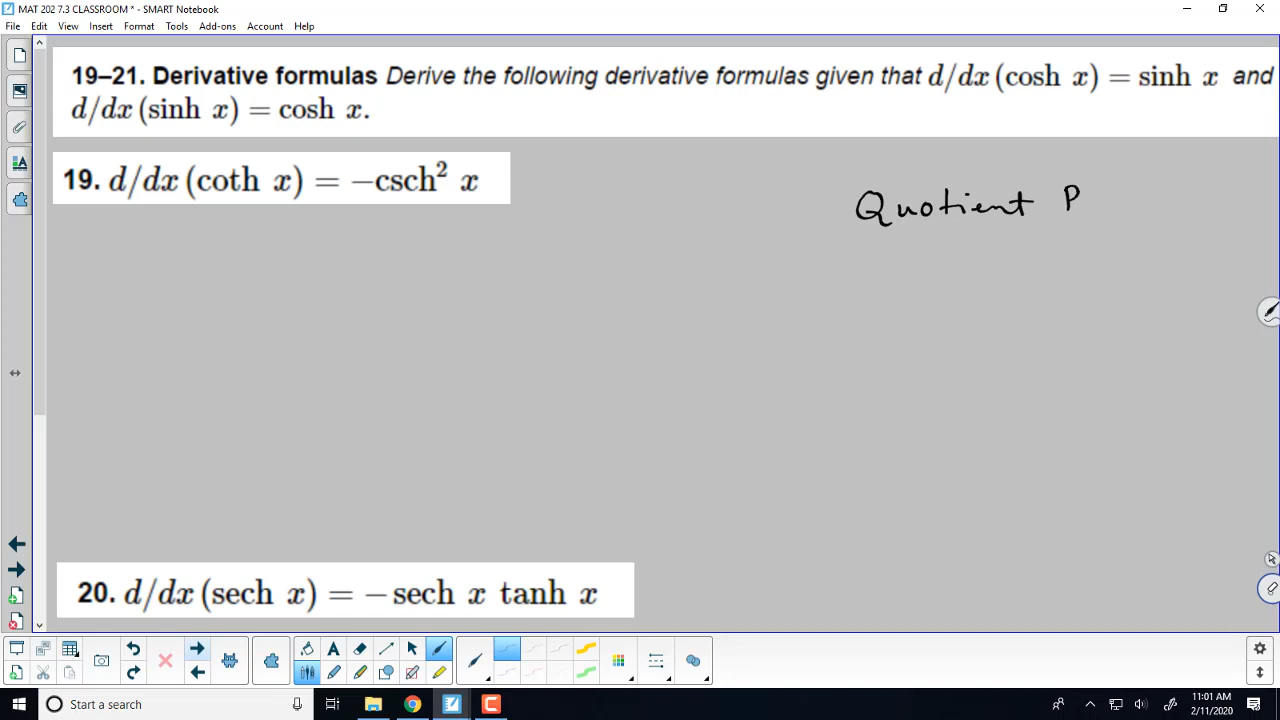 MAT 202 7.3 CLASSROOM * - SMART Notebook
File Edit View Insert Format Tools Add-ons Help
19–21. Derivative formulas Derive the following derivative formulas given that d/dx (cosh x) = sinh x and
d/dx (sinh x) = cosh x.
19. d/dx (coth x) = −csch² x
Quotient P
20. d/dx (sech x) = − sech x tanh x
Start a search
11:01 AM
2/11/2020